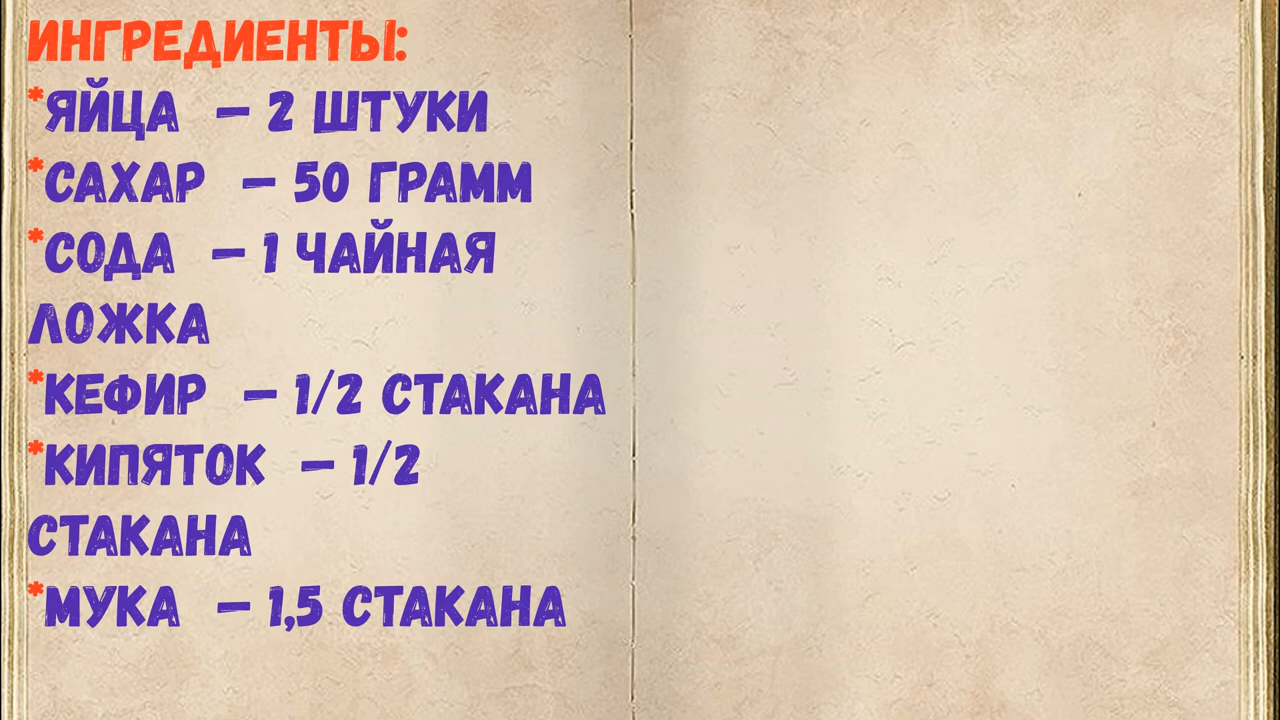 ИНГРЕДИЕНТЫ:
*ЯЙЦА – 2 ШТУКИ
*САХАР – 50 ГРАММ
*СОДА – 1 ЧАЙНАЯ
ЛОЖКА
*КЕФИР – 1/2 СТАКАНА
*КИПЯТОК – 1/2
СТАКАНА
*МУКА – 1,5 СТАКАНА